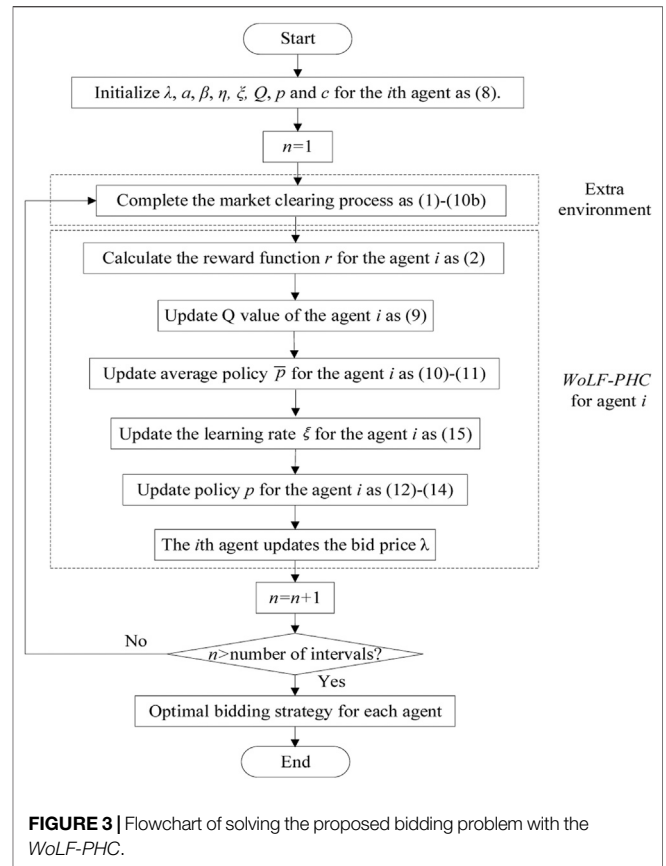 Start
Initialize λ, a, β, η, ξ, Q, p and c for the ith agent as (8).
n=1
Complete the market clearing process as (1)-(10b)
Extra
environment
Calculate the reward function r for the agent i as (2)
Update Q value of the agent i as (9)
Update average policy p̅ for the agent i as (10)-(11)
WoLF-PHC
for agent i
Update the learning rate ξ for the agent i as (15)
Update policy p for the agent i as (12)-(14)
The ith agent updates the bid price λ
n=n+1
No
n>number of intervals?
Yes
Optimal bidding strategy for each agent
End
FIGURE 3 | Flowchart of solving the proposed bidding problem with the
WoLF-PHC.